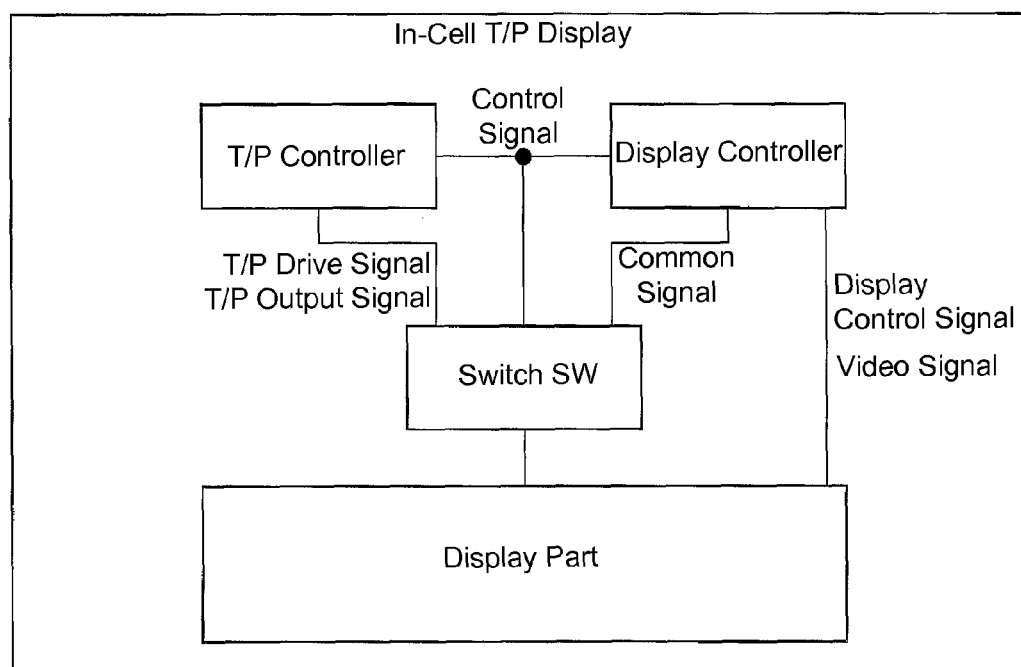 In-Cell T/P Display
Control
Signal
T/P Controller
Display Controller
T/P Drive Signal
T/P Output Signal
Common
Signal
Display
Control Signal
Video Signal
Switch SW
Display Part